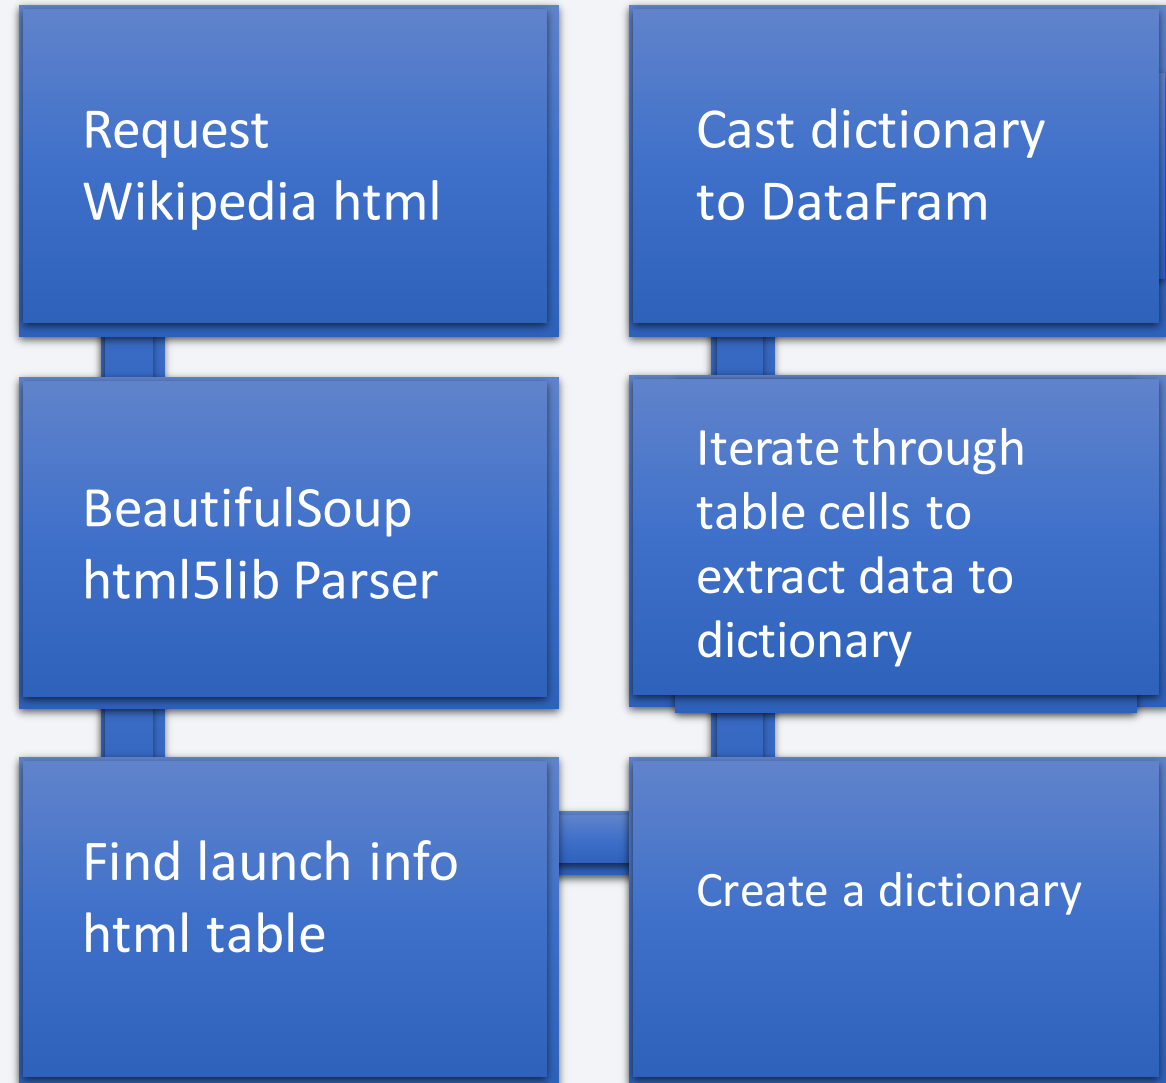 Request
Wikipedia html
BeautifulSoup
html5lib Parser
Find launch info
html table
Create a dictionary
Iterate through
table cells to
extract data to
dictionary
Cast dictionary
to DataFram